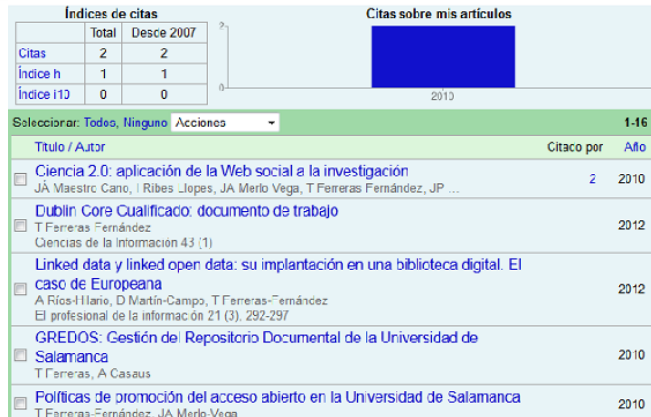 Índices de citas
Total Desde 2007
Citas 2 2
Índice h 1 1
Índice i10 0 0
Citas sobre mis artículos
2
0
2010
Seleccionar: Todos, Ninguno Acciones 1-16
Título / Autor Citado por Año
Ciencia 2.0: aplicación de la Web social a la investigación 2 2010
JÀ Maestro Cano, I Ribes Llopes, JA Merlo Vega, T Ferreras Fernández, JP ...
Dublin Core Cualificado: documento de trabajo 2012
T Ferreras Fernández
Ciencias de la Información 43 (1)
Linked data y linked open data: su implantación en una biblioteca digital. El
caso de Europeana 2012
A Ríos-Hilario, D Martín-Campo, T Ferreras-Fernández
El profesional de la información 21 (3), 292-297
GREDOS: Gestión del Repositorio Documental de la Universidad de
Salamanca 2010
T Ferreras, A Casaus
Políticas de promoción del acceso abierto en la Universidad de Salamanca 2010
T Ferreras-Fernández, JA Merlo-Vega